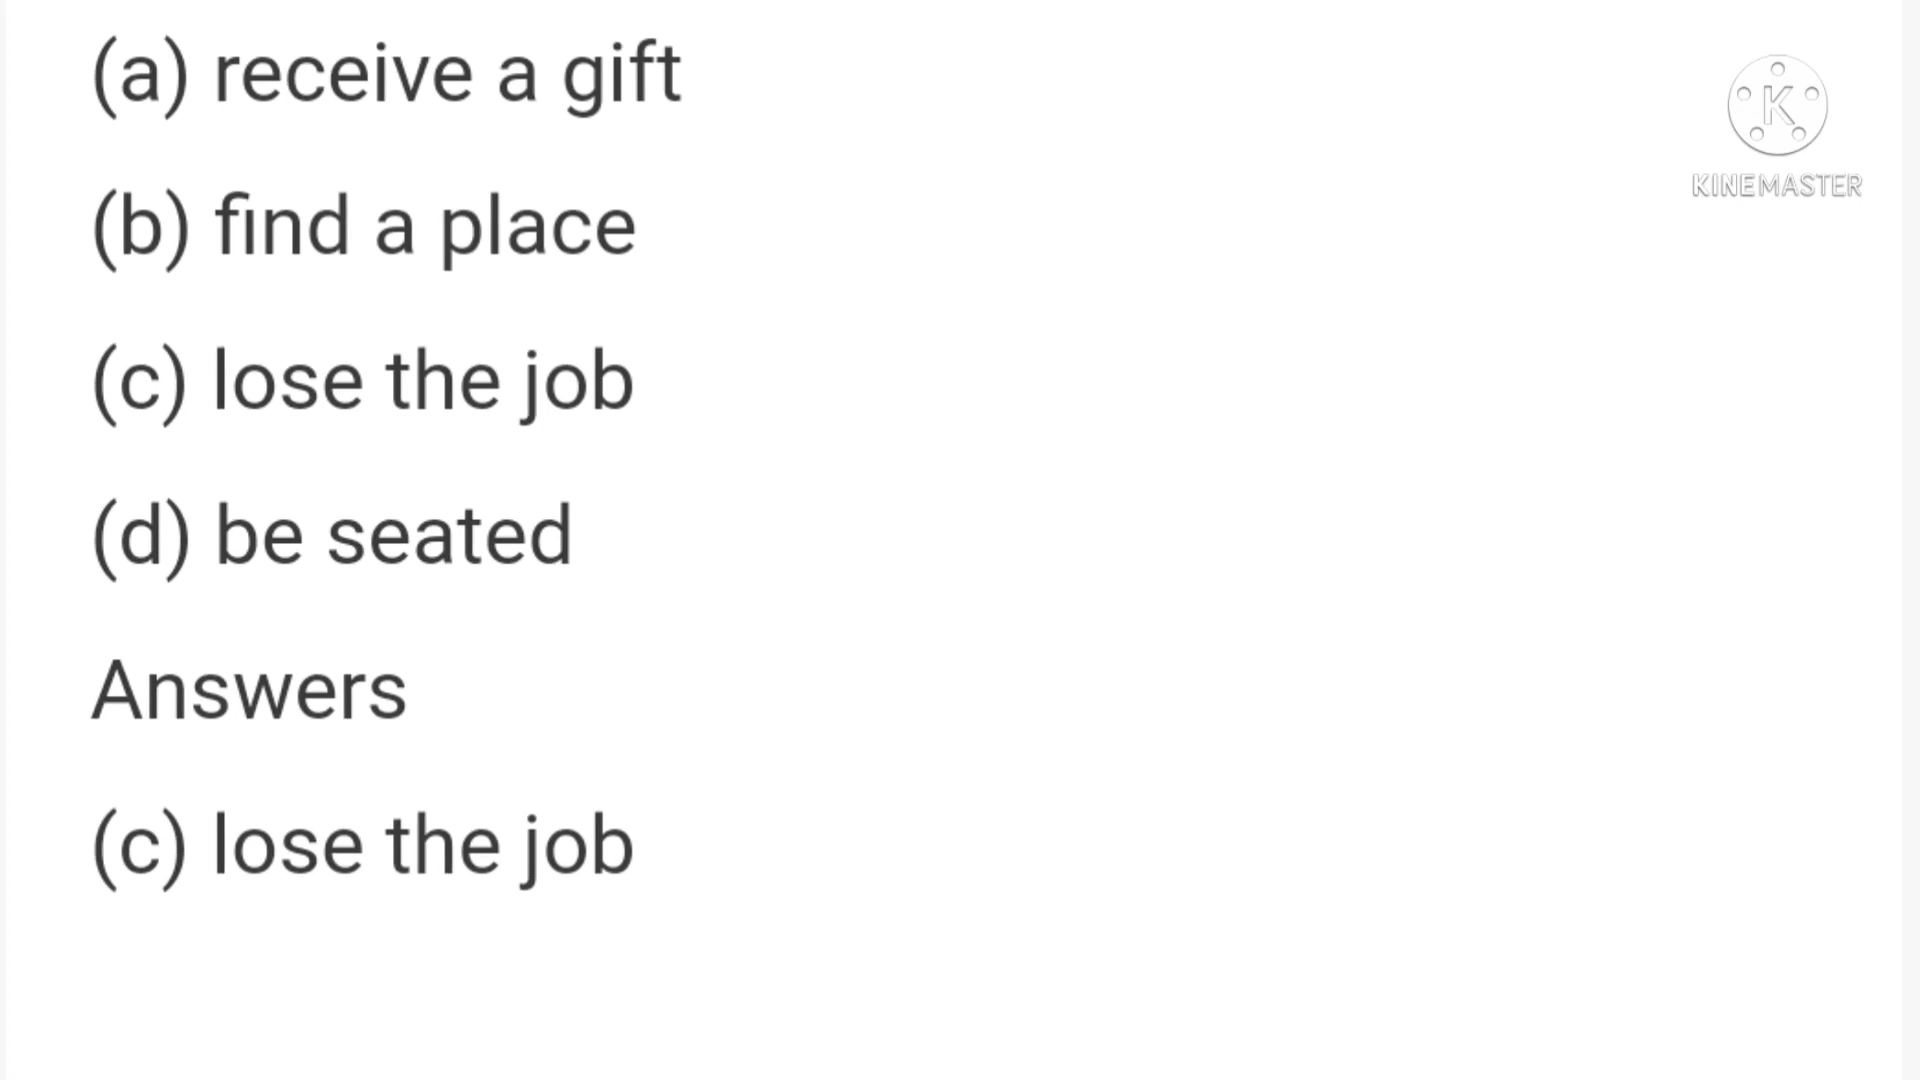 (a) receive a gift
(b) find a place
(c) lose the job
(d) be seated
Answers
(c) lose the job
K
KINEMASTER